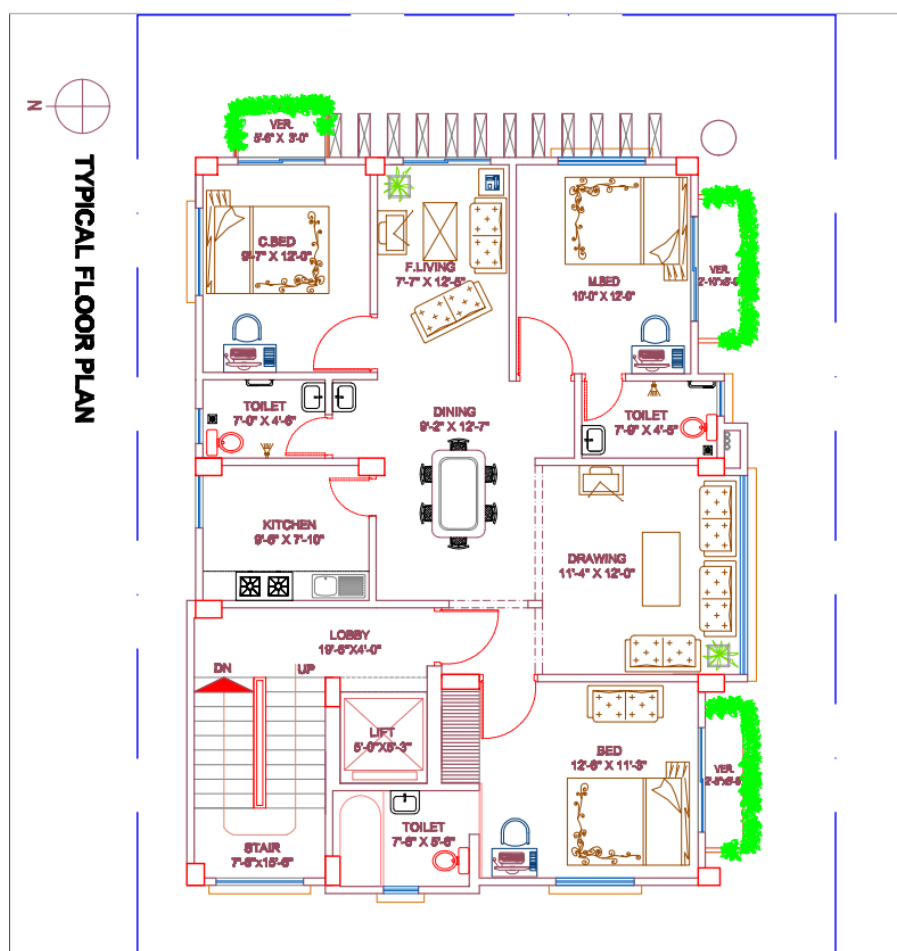 N
TYPICAL FLOOR PLAN
VER.
5'-6" X 3'-0"
C.BED
9'-7" X 12'-0"
F.LIVING
7'-7" X 12'-5"
M.BED
10'-0" X 12'-0"
VER.
TOILET
7'-0" X 4'-6"
DINING
9'-2" X 12'-7"
TOILET
7'-9" X 4'-5"
KITCHEN
9'-6" X 7'-10"
DRAWING
11'-4" X 12'-0"
LOBBY
19'-6"X4'-0"
DN
UP
LIFT
5'-0"X5'-3"
BED
12'-6" X 11'-3"
VER.
TOILET
7'-6" X 5'-6"
STAIR
7'-6"x15'-6"